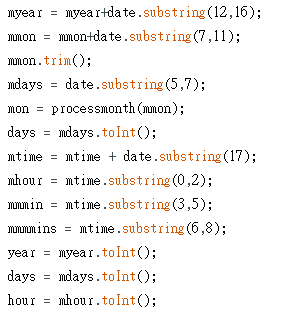 myear = myear+date.substring(12,16);
mmon = mmon+date.substring(7,11);
mmon.trim();
mdays = date.substring(5,7);
mon = processmonth(mmon);
days = mdays.toInt();
mtime = mtime + date.substring(17);
mhour = mtime.substring(0,2);
mmmin = mtime.substring(3,5);
mmmmins = mtime.substring(6,8);
year = myear.toInt();
days = mdays.toInt();
hour = mhour.toInt();